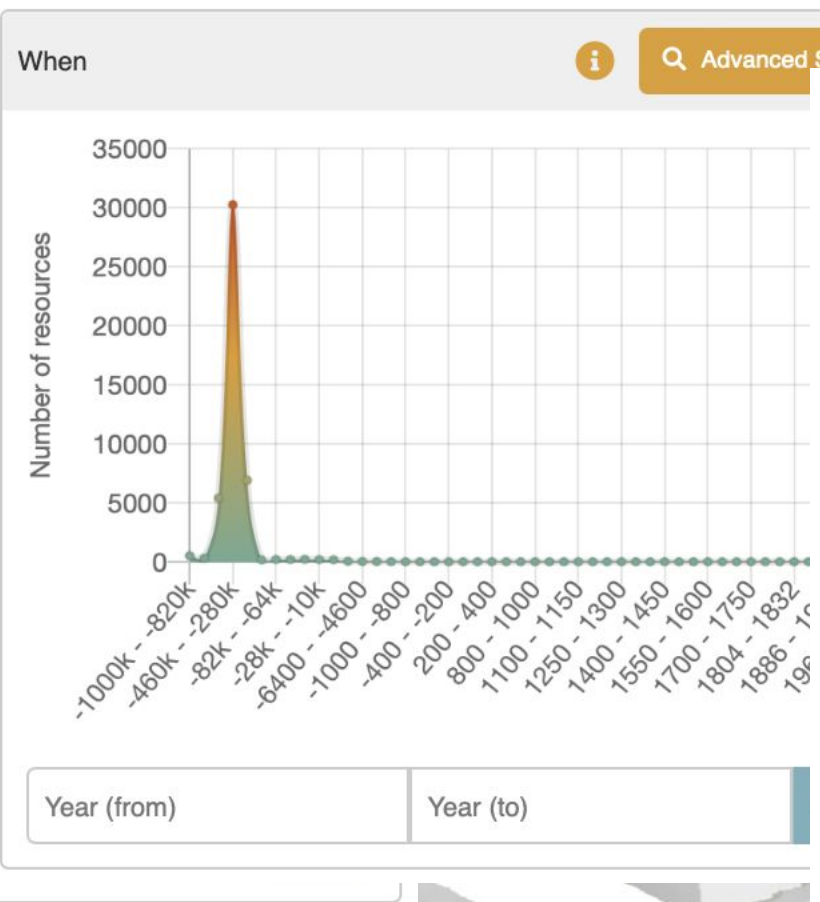 When
i
Advanced
35000
30000
25000
20000
15000
10000
5000
0
Number of resources
-1000k - -820k
-460k - -280k
-82k - -64k
-28k - -10k
-6400 - -4600
-1000 - -800
-400 - -200
200 - 400
800 - 1000
1100 - 1150
1250 - 1300
1400 - 1450
1550 - 1600
1700 - 1750
1804 - 1832
1886 -
Year (from)
Year (to)